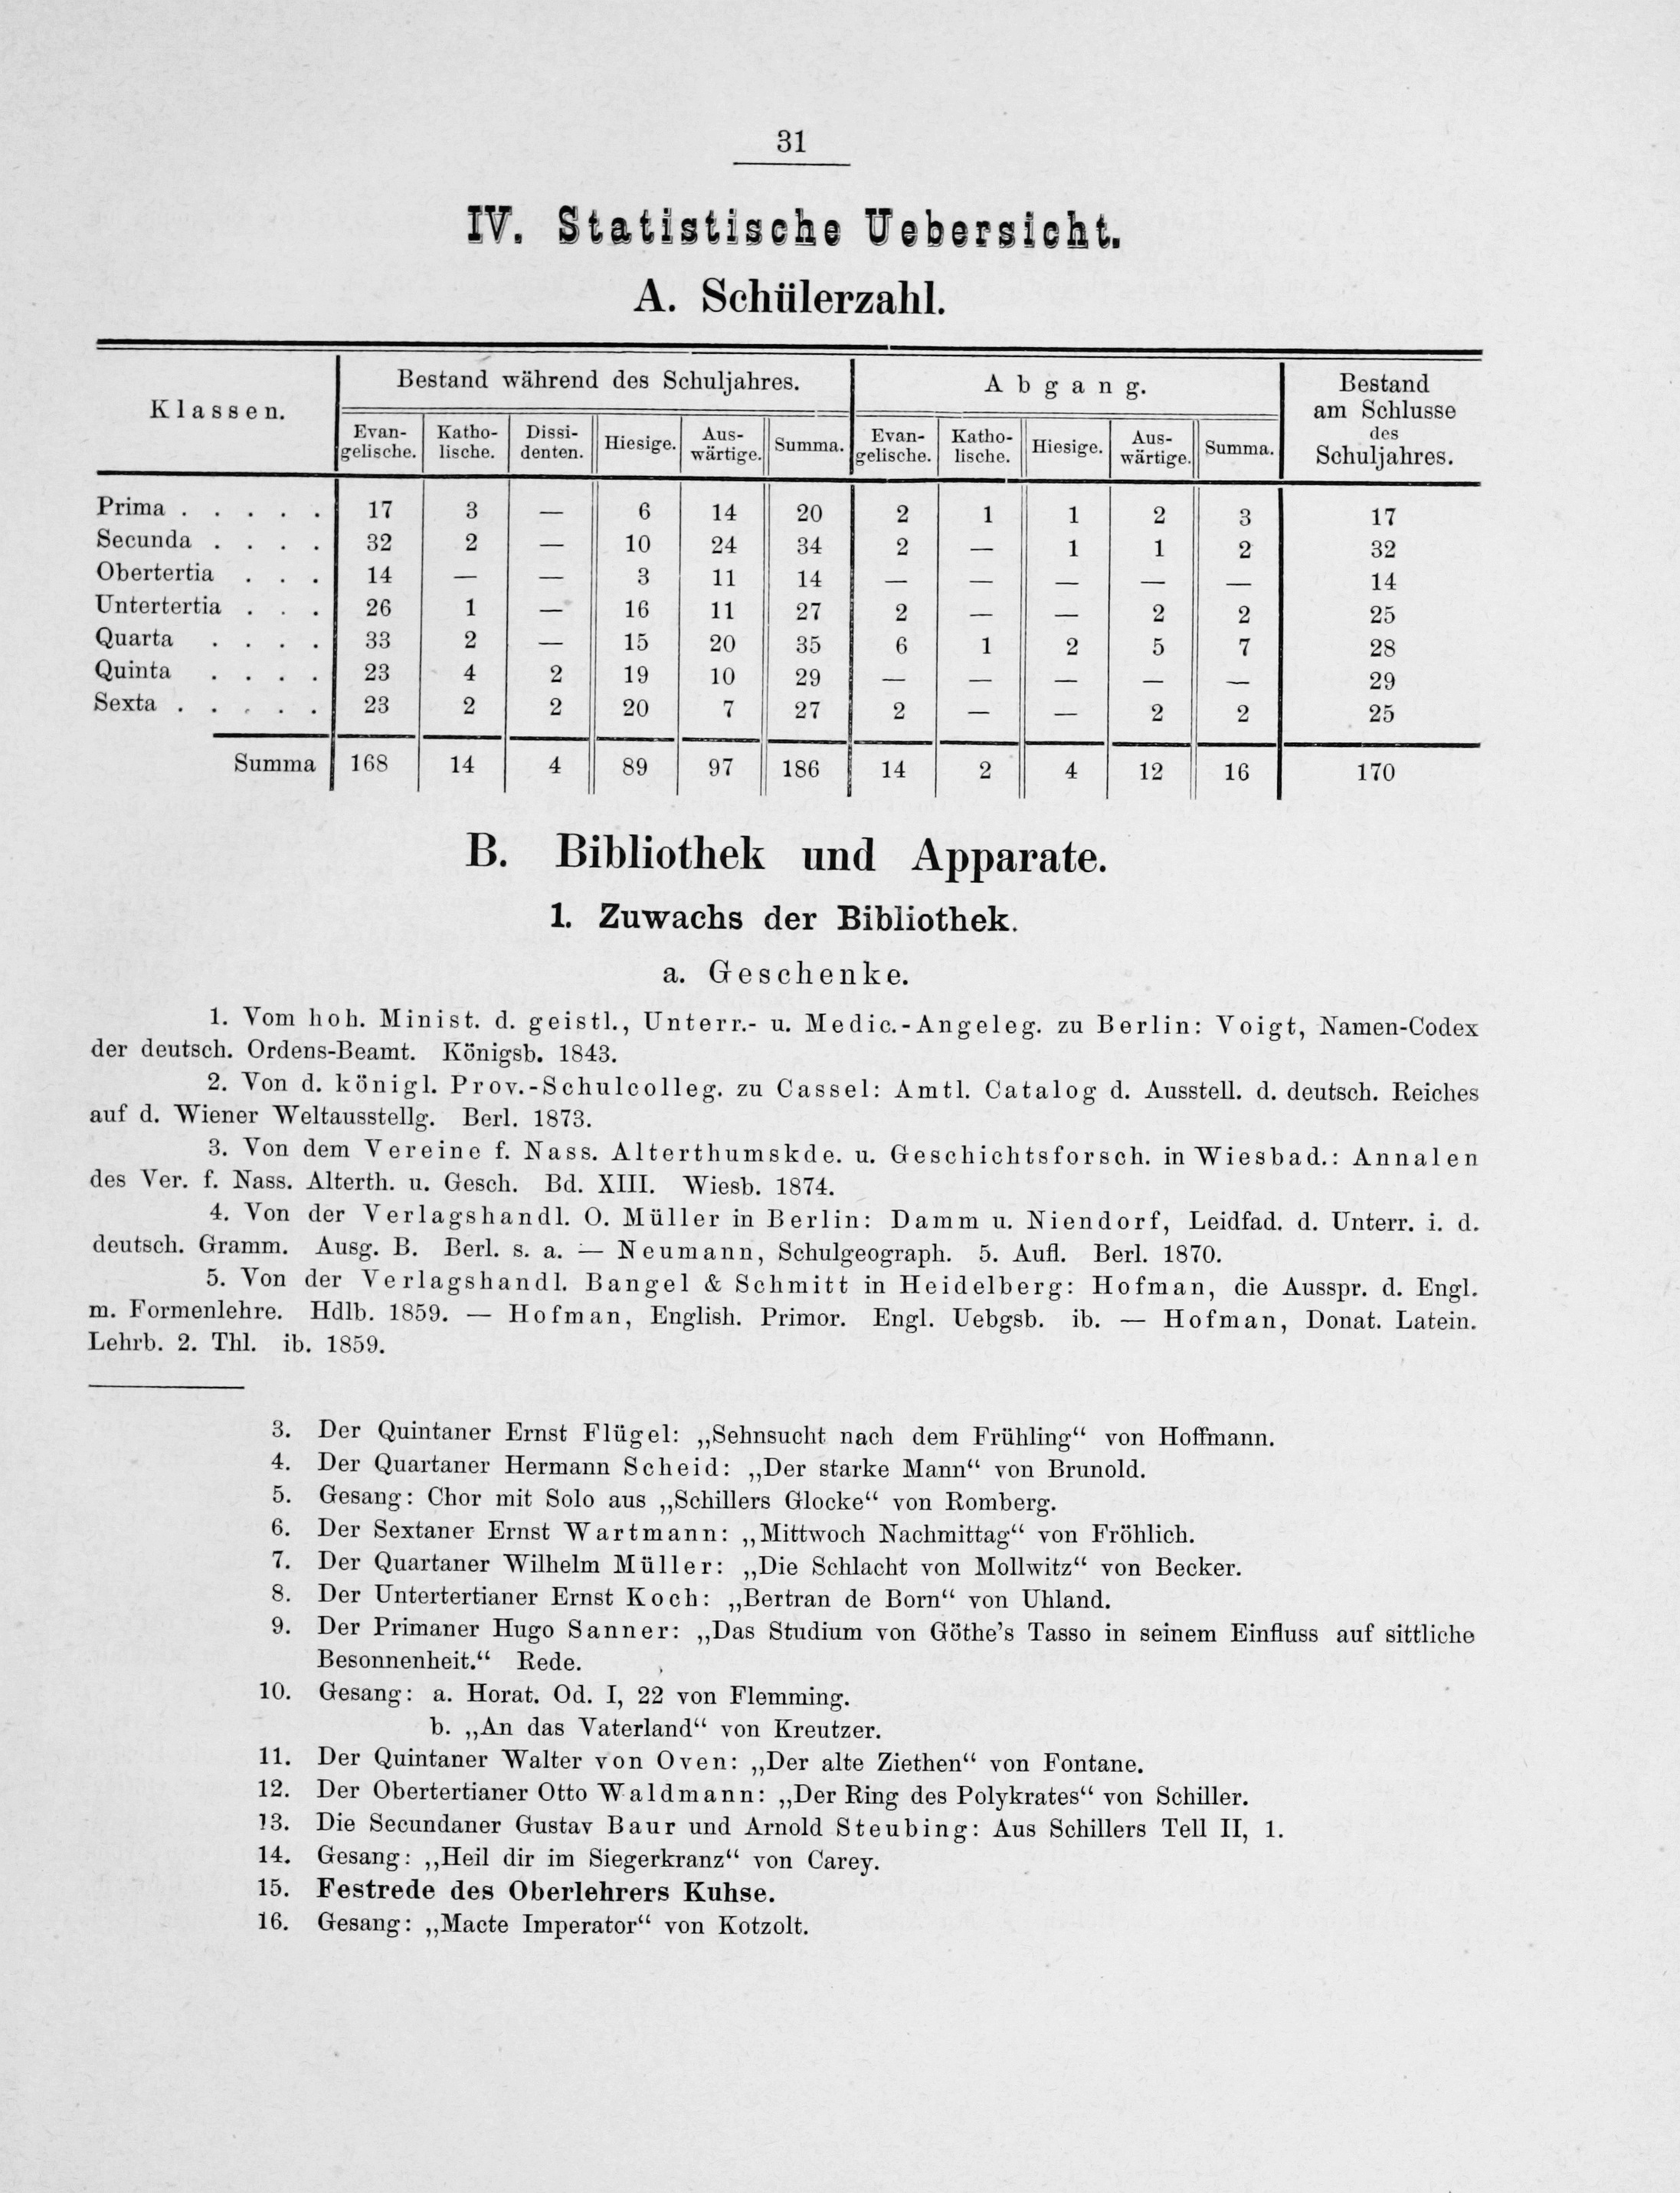 31
IV. Statistische Uebersicht.
A. Schülerzahl.
Klassen. Bestand während des Schuljahres. Abgang. Bestand am Schlusse des Schuljahres.
Evan-gelische. Katho-lische. Dissi-denten. Hiesige. Aus-wärtige. Summa. Evan-gelische. Katho-lische. Hiesige. Aus-wärtige. Summa.
Prima . . . . . 17 3 — 6 14 20 2 1 1 2 3 17
Secunda . . . . 32 2 — 10 24 34 2 — 1 1 2 32
Obertertia . . . 14 — — 3 11 14 — — — — — 14
Untertertia . . . 26 1 — 16 11 27 2 — — 2 2 25
Quarta . . . . 33 2 — 15 20 35 6 1 2 5 7 28
Quinta . . . . 23 4 2 19 10 29 — — — — — 29
Sexta . . . . . 23 2 2 20 7 27 2 — — 2 2 25
Summa 168 14 4 89 97 186 14 2 4 12 16 170
B. Bibliothek und Apparate.
1. Zuwachs der Bibliothek.
a. Geschenke.
1. Vom hoh. Minist. d. geistl., Unterr.- u. Medic.-Angeleg. zu Berlin: Voigt, Namen-Codex
der deutsch. Ordens-Beamt. Königsb. 1843.
2. Von d. königl. Prov.-Schulcolleg. zu Cassel: Amtl. Catalog d. Ausstell. d. deutsch. Reiches
auf d. Wiener Weltausstellg. Berl. 1873.
3. Von dem Vereine f. Nass. Alterthumskde. u. Geschichtsforsch. in Wiesbad.: Annalen
des Ver. f. Nass. Alterth. u. Gesch. Bd. XIII. Wiesb. 1874.
4. Von der Verlagshandl. O. Müller in Berlin: Damm u. Niendorf, Leidfad. d. Unterr. i. d.
deutsch. Gramm. Ausg. B. Berl. s. a. — Neumann, Schulgeograph. 5. Aufl. Berl. 1870.
5. Von der Verlagshandl. Bangel & Schmitt in Heidelberg: Hofman, die Ausspr. d. Engl.
m. Formenlehre. Hdlb. 1859. — Hofman, English. Primor. Engl. Uebgsb. ib. — Hofman, Donat. Latein.
Lehrb. 2. Thl. ib. 1859.
3. Der Quintaner Ernst Flügel: „Sehnsucht nach dem Frühling“ von Hoffmann.
4. Der Quartaner Hermann Scheid: „Der starke Mann“ von Brunold.
5. Gesang: Chor mit Solo aus „Schillers Glocke“ von Romberg.
6. Der Sextaner Ernst Wartmann: „Mittwoch Nachmittag“ von Fröhlich.
7. Der Quartaner Wilhelm Müller: „Die Schlacht von Mollwitz“ von Becker.
8. Der Untertertianer Ernst Koch: „Bertran de Born“ von Uhland.
9. Der Primaner Hugo Sanner: „Das Studium von Göthe's Tasso in seinem Einfluss auf sittliche
Besonnenheit.“ Rede.
10. Gesang: a. Horat. Od. I, 22 von Flemming.
b. „An das Vaterland“ von Kreutzer.
11. Der Quintaner Walter von Oven: „Der alte Ziethen“ von Fontane.
12. Der Obertertianer Otto Waldmann: „Der Ring des Polykrates“ von Schiller.
13. Die Secundaner Gustav Baur und Arnold Steubing: Aus Schillers Tell II, 1.
14. Gesang: „Heil dir im Siegerkranz“ von Carey.
15. Festrede des Oberlehrers Kuhse.
16. Gesang: „Macte Imperator“ von Kotzolt.